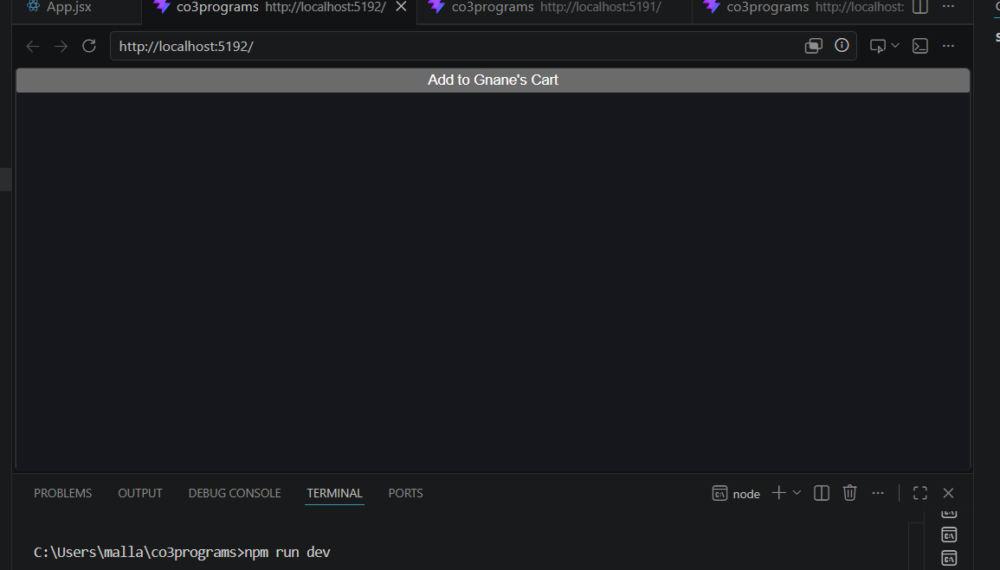 App.jsx co3programs http://localhost:5192/ co3programs http://localhost:5191/ co3programs http://localhost:
http://localhost:5192/
Add to Gnane's Cart
PROBLEMS OUTPUT DEBUG CONSOLE TERMINAL PORTS node
C:\Users\malla\co3programs>npm run dev